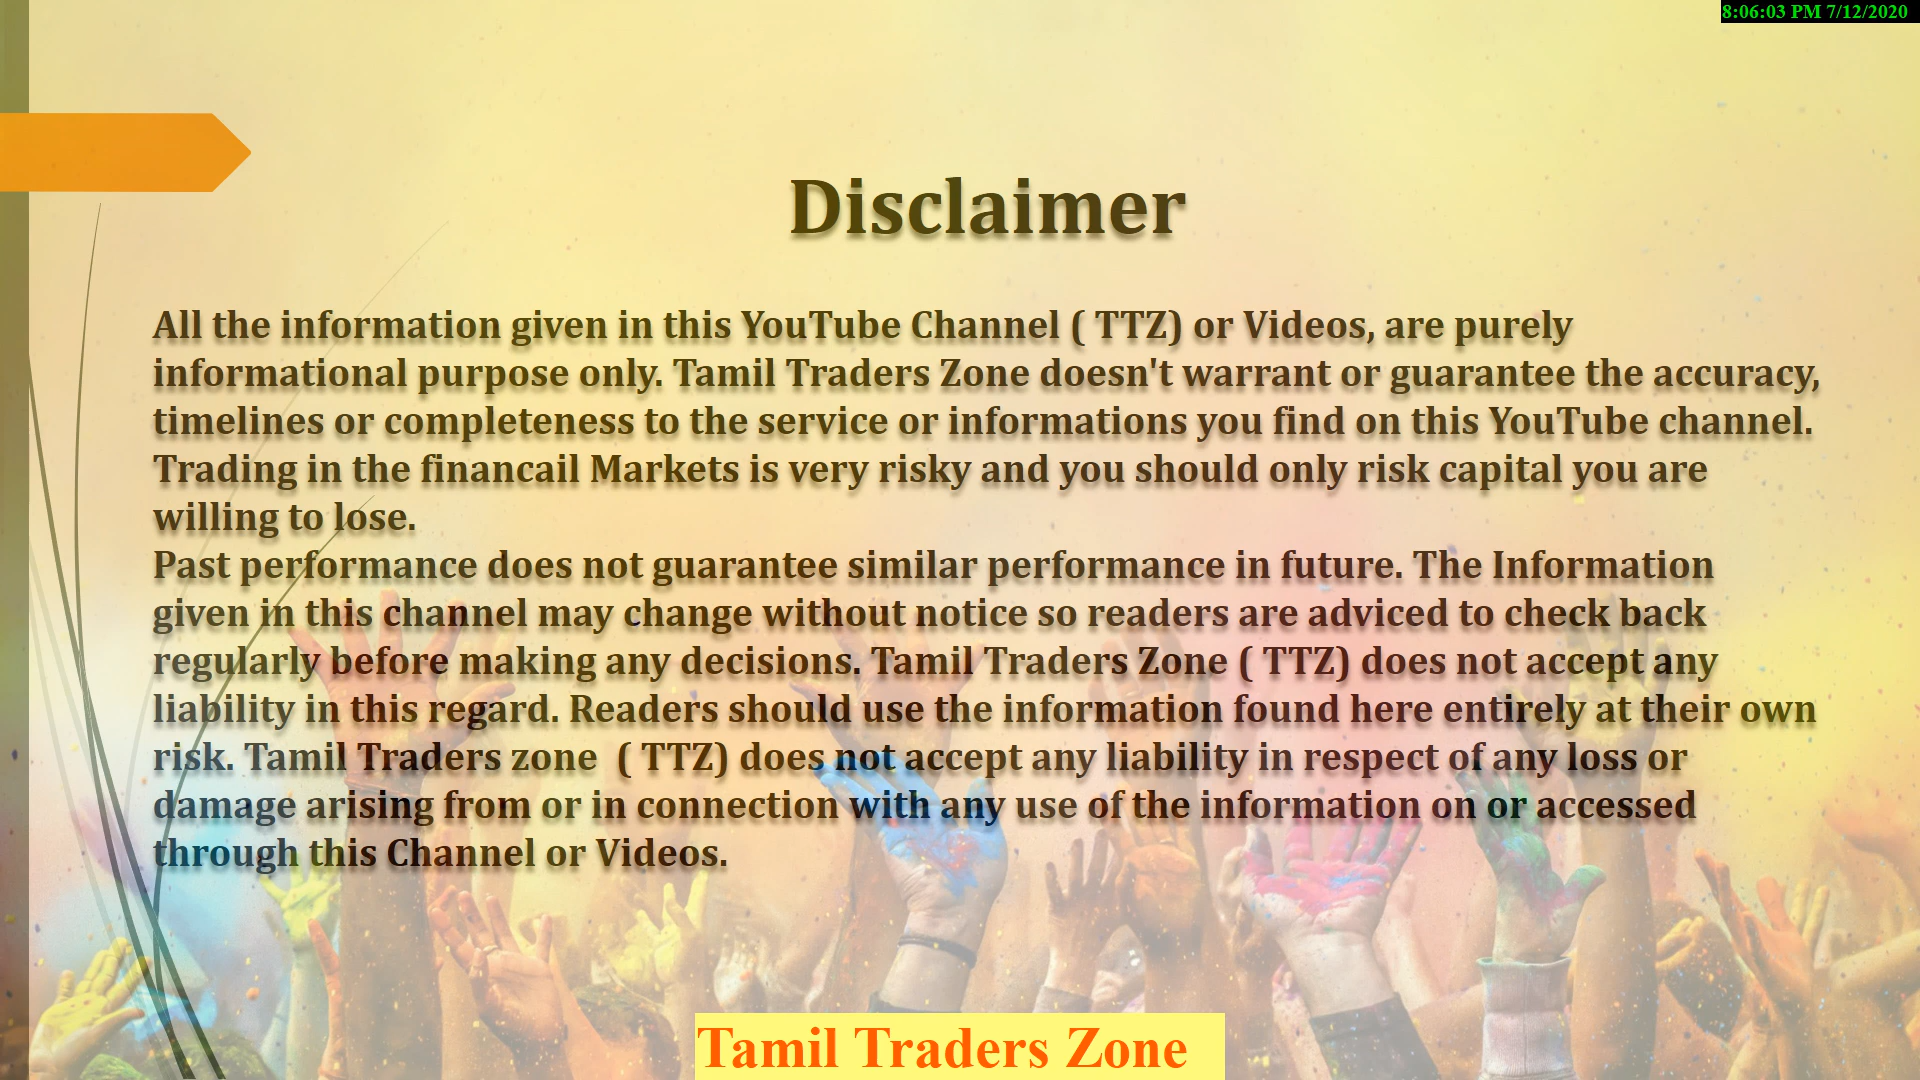 8:06:03 PM 7/12/2020
Disclaimer
All the information given in this YouTube Channel ( TTZ) or Videos, are purely
informational purpose only. Tamil Traders Zone doesn't warrant or guarantee the accuracy,
timelines or completeness to the service or informations you find on this YouTube channel.
Trading in the financail Markets is very risky and you should only risk capital you are
willing to lose.
Past performance does not guarantee similar performance in future. The Information
given in this channel may change without notice so readers are adviced to check back
regularly before making any decisions. Tamil Traders Zone ( TTZ) does not accept any
liability in this regard. Readers should use the information found here entirely at their own
risk. Tamil Traders zone  ( TTZ) does not accept any liability in respect of any loss or
damage arising from or in connection with any use of the information on or accessed
through this Channel or Videos.
Tamil Traders Zone